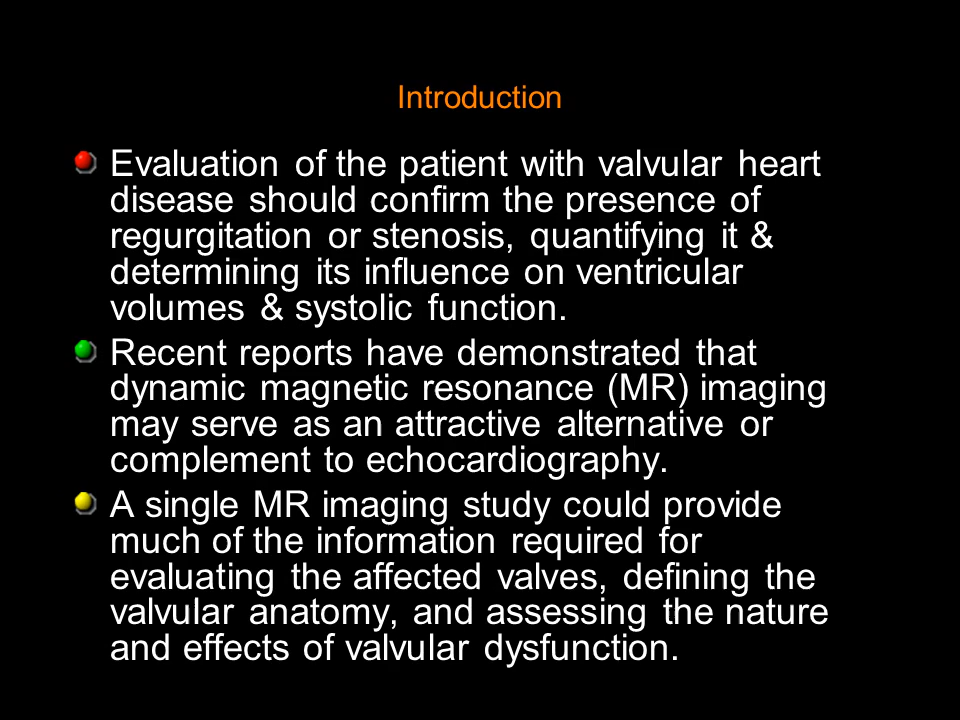 Introduction
Evaluation of the patient with valvular heart
disease should confirm the presence of
regurgitation or stenosis, quantifying it &
determining its influence on ventricular
volumes & systolic function.
Recent reports have demonstrated that
dynamic magnetic resonance (MR) imaging
may serve as an attractive alternative or
complement to echocardiography.
A single MR imaging study could provide
much of the information required for
evaluating the affected valves, defining the
valvular anatomy, and assessing the nature
and effects of valvular dysfunction.